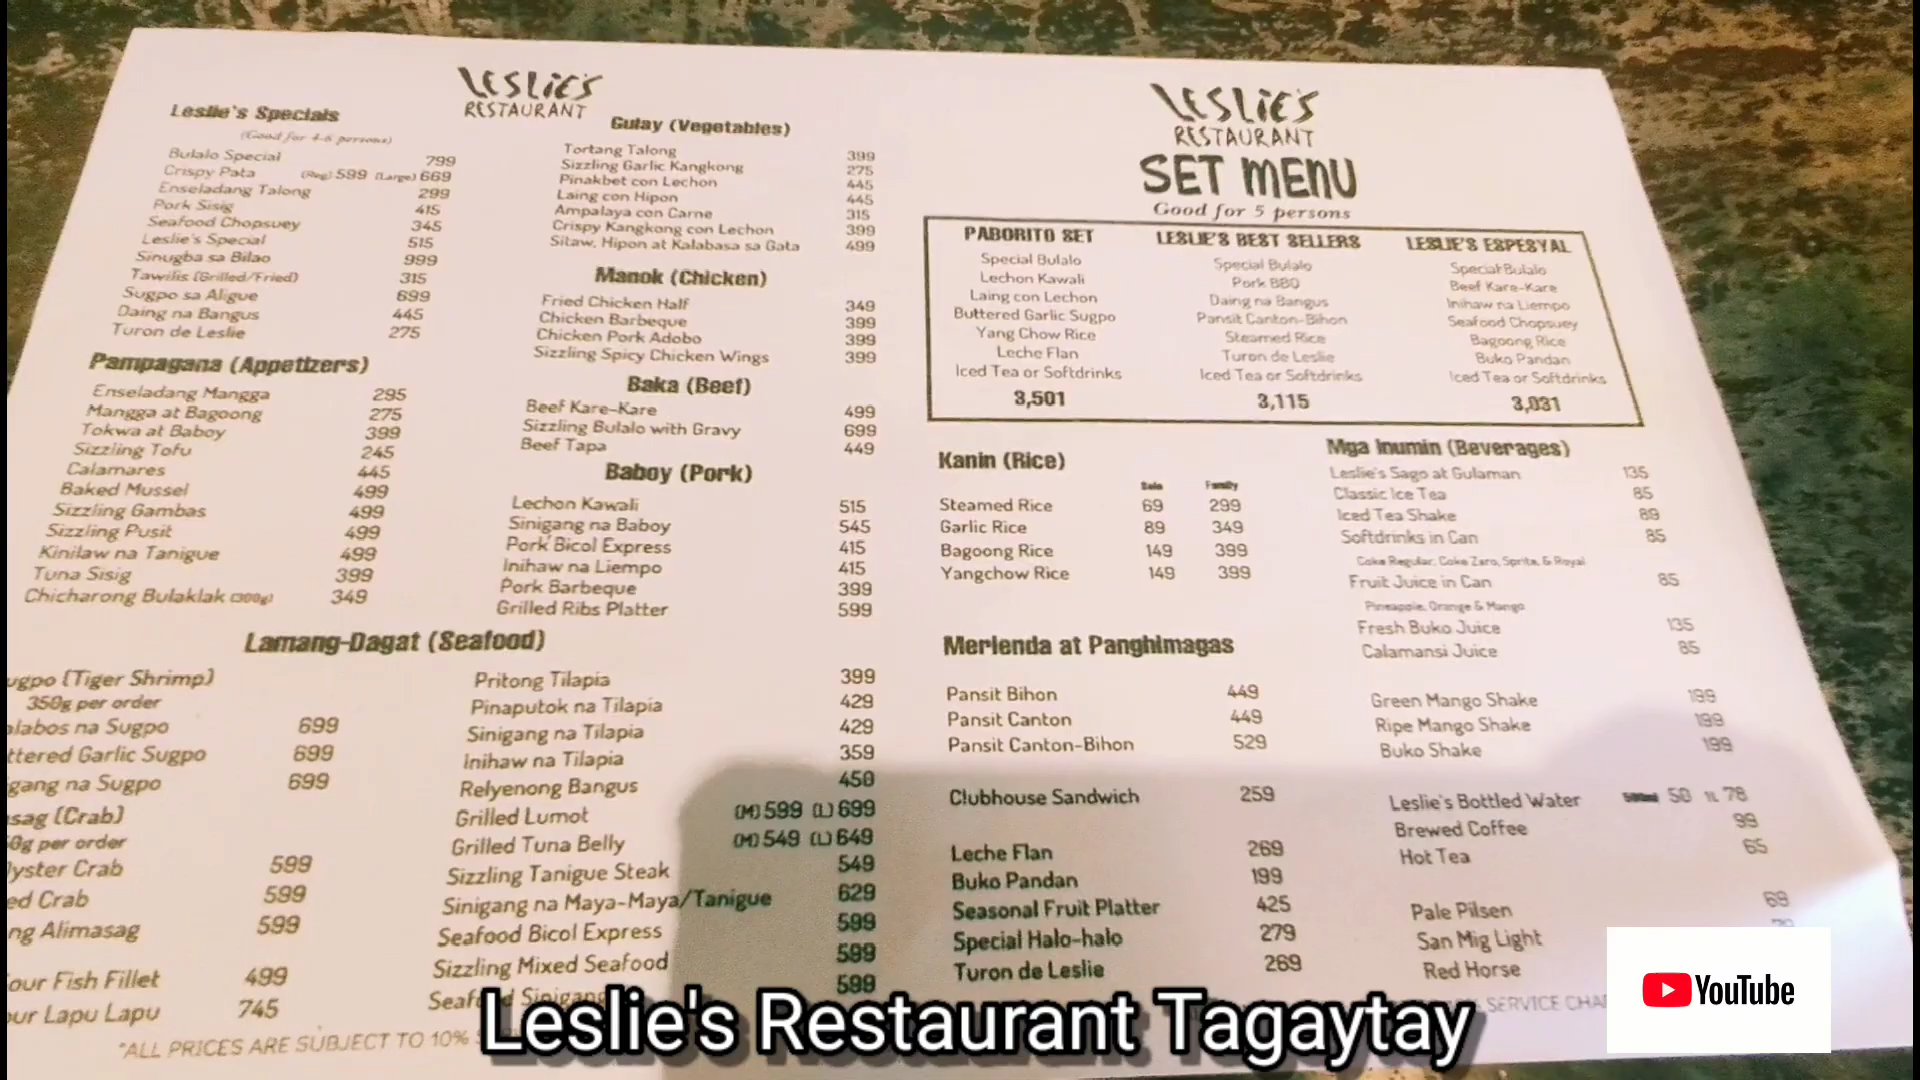 LESLIE'S
RESTAURANT
Leslie's Specials
(Good for 4-6 persons)
Bulalo Special 799
Crispy Pata (Reg) 599 (Large) 669
Enseladang Talong 299
Pork Sisig 415
Seafood Chopsuey 345
Leslie's Special 515
Sinugba sa Bilao 999
Tawilis (Grilled/Fried) 315
Sugpo sa Aligue 699
Daing na Bangus 445
Turon de Leslie 275
Pampagana (Appetizers)
Enseladang Mangga 295
Mangga at Bagoong 275
Tokwa at Baboy 399
Sizzling Tofu 245
Calamares 445
Baked Mussel 499
Sizzling Gambas 499
Sizzling Pusit 499
Kinilaw na Tanigue 499
Tuna Sisig 399
Chicharong Bulaklak (300g) 349
Gulay (Vegetables)
Tortang Talong 399
Sizzling Garlic Kangkong 275
Pinakbet con Lechon 445
Laing con Hipon 445
Ampalaya con Carne 315
Crispy Kangkong con Lechon 399
Sitaw, Hipon at Kalabasa sa Gata 499
Manok (Chicken)
Fried Chicken Half 349
Chicken Barbeque 399
Chicken Pork Adobo 399
Sizzling Spicy Chicken Wings 399
Baka (Beef)
Beef Kare-Kare 499
Sizzling Bulalo with Gravy 699
Beef Tapa 449
Baboy (Pork)
Lechon Kawali 515
Sinigang na Baboy 545
Pork Bicol Express 415
Inihaw na Liempo 415
Pork Barbeque 399
Grilled Ribs Platter 599
Lamang-Dagat (Seafood)
ugpo (Tiger Shrimp)
350g per order
alabos na Sugpo 699
ttered Garlic Sugpo 699
gang na Sugpo 699
sag (Crab)
0g per order
yster Crab 599
ed Crab 599
ng Alimasag 599
our Fish Fillet 499
our Lapu Lapu 745
Pritong Tilapia 399
Pinaputok na Tilapia 429
Sinigang na Tilapia 429
Inihaw na Tilapia 359
Relyenong Bangus 450
Grilled Lumot (M) 599 (L) 699
Grilled Tuna Belly (M) 549 (L) 649
Sizzling Tanigue Steak 549
Sinigang na Maya-Maya/Tanigue 629
Seafood Bicol Express 599
Sizzling Mixed Seafood 599
Seafood Sinigang 599
*ALL PRICES ARE SUBJECT TO 10%
LESLIE'S
RESTAURANT
SET MENU
Good for 5 persons
PABORITO SET
Special Bulalo
Lechon Kawali
Laing con Lechon
Buttered Garlic Sugpo
Yang Chow Rice
Leche Flan
Iced Tea or Softdrinks
3,501
LESLIE'S BEST SELLERS
Special Bulalo
Pork BBQ
Daing na Bangus
Pansit Canton-Bihon
Steamed Rice
Turon de Leslie
Iced Tea or Softdrinks
3,115
LESLIE'S ESPESYAL
Special Bulalo
Beef Kare-Kare
Inihaw na Liempo
Seafood Chopsuey
Bagoong Rice
Buko Pandan
Iced Tea or Softdrinks
3,031
Kanin (Rice)
Solo Family
Steamed Rice 69 299
Garlic Rice 89 349
Bagoong Rice 149 399
Yangchow Rice 149 399
Merienda at Panghimagas
Pansit Bihon 449
Pansit Canton 449
Pansit Canton-Bihon 529
Clubhouse Sandwich 259
Leche Flan 269
Buko Pandan 199
Seasonal Fruit Platter 425
Special Halo-halo 279
Turon de Leslie 269
Mga Inumin (Beverages)
Leslie's Sago at Gulaman 135
Classic Ice Tea 85
Iced Tea Shake 89
Softdrinks in Can 85
Coke Regular, Coke Zero, Sprite, & Royal
Fruit Juice in Can 85
Pineapple, Orange & Mango
Fresh Buko Juice 135
Calamansi Juice 85
Green Mango Shake 199
Ripe Mango Shake 199
Buko Shake 199
Leslie's Bottled Water 500ml 50 1L 78
Brewed Coffee 99
Hot Tea 65
Pale Pilsen 69
San Mig Light
Red Horse
SERVICE CHA
YouTube
Leslie's Restaurant Tagaytay